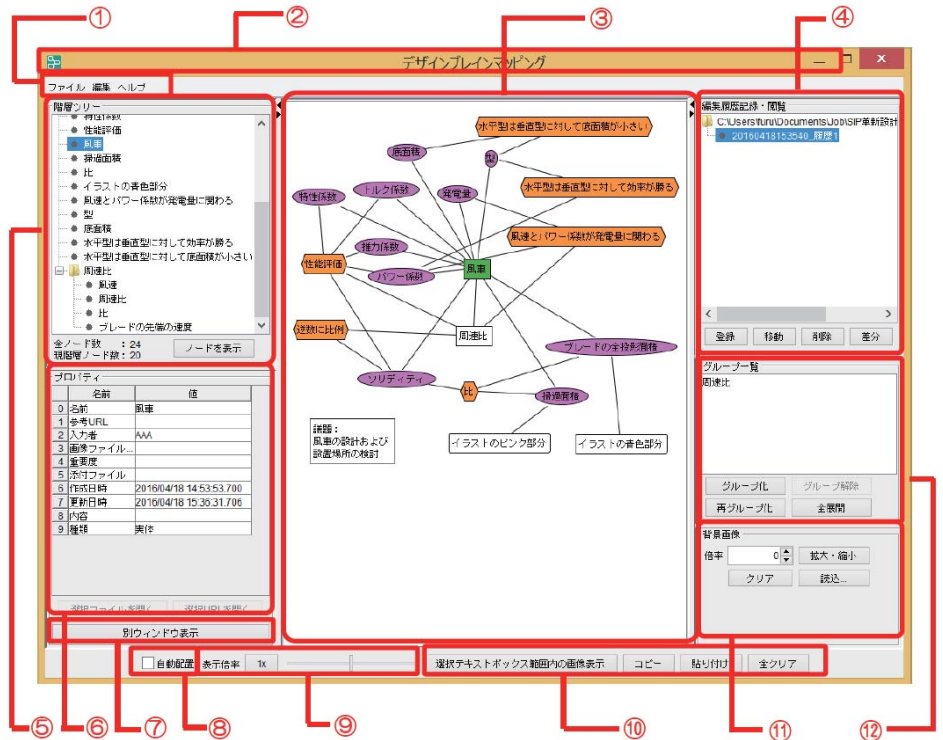 ① ② ③ ④
デザインブレインマッピング
ファイル 編集 ヘルプ
階層ツリー
特性係数
性能評価
風車
掃過面積
比
イラストの青色部分
風速とパワー係数が発電量に関わる
型
底面積
水平型は垂直型に対して効率が勝る
水平型は垂直型に対して底面積が小さい
周速比
風速
周速比
比
ブレードの先端の速度
全ノード数 : 24
現階層ノード数: 20
ノードを表示
プロパティ
名前 値
0 名前 風車
1 参考URL
2 入力者 AAA
3 画像ファイル...
4 重要度
5 添付ファイル
6 作成日時 2016/04/18 14:53:53.700
7 更新日時 2016/04/18 15:36:31.706
8 内容
9 種類 実体
選択ファイルを開く 選択URLを開く
別ウィンドウ表示
水平型は垂直型に対して底面積が小さい
底面積
型
水平型は垂直型に対して効率が勝る
特性係数
トルク係数
発電量
風速とパワー係数が発電量に関わる
推力係数
性能評価
パワー係数
風車
逆数に比例
周速比
ブレードの全投影面積
ソリディティ
比
掃過面積
議題:
風車の設計および
設置場所の検討
イラストのピンク部分
イラストの青色部分
編集履歴記録・閲覧
C:\Users\furu\Documents\Job\SIP革新設計
20160418153540_履歴1
登録 移動 削除 差分
グループ一覧
周速比
グループ化 グループ解除
再グループ化 全展開
背景画像
倍率 0 拡大・縮小
クリア 読込...
自動配置 表示倍率 1x
選択テキストボックス範囲内の画像表示 コピー 貼り付け 全クリア
⑤ ⑥ ⑦ ⑧ ⑨ ⑩ ⑪ ⑫